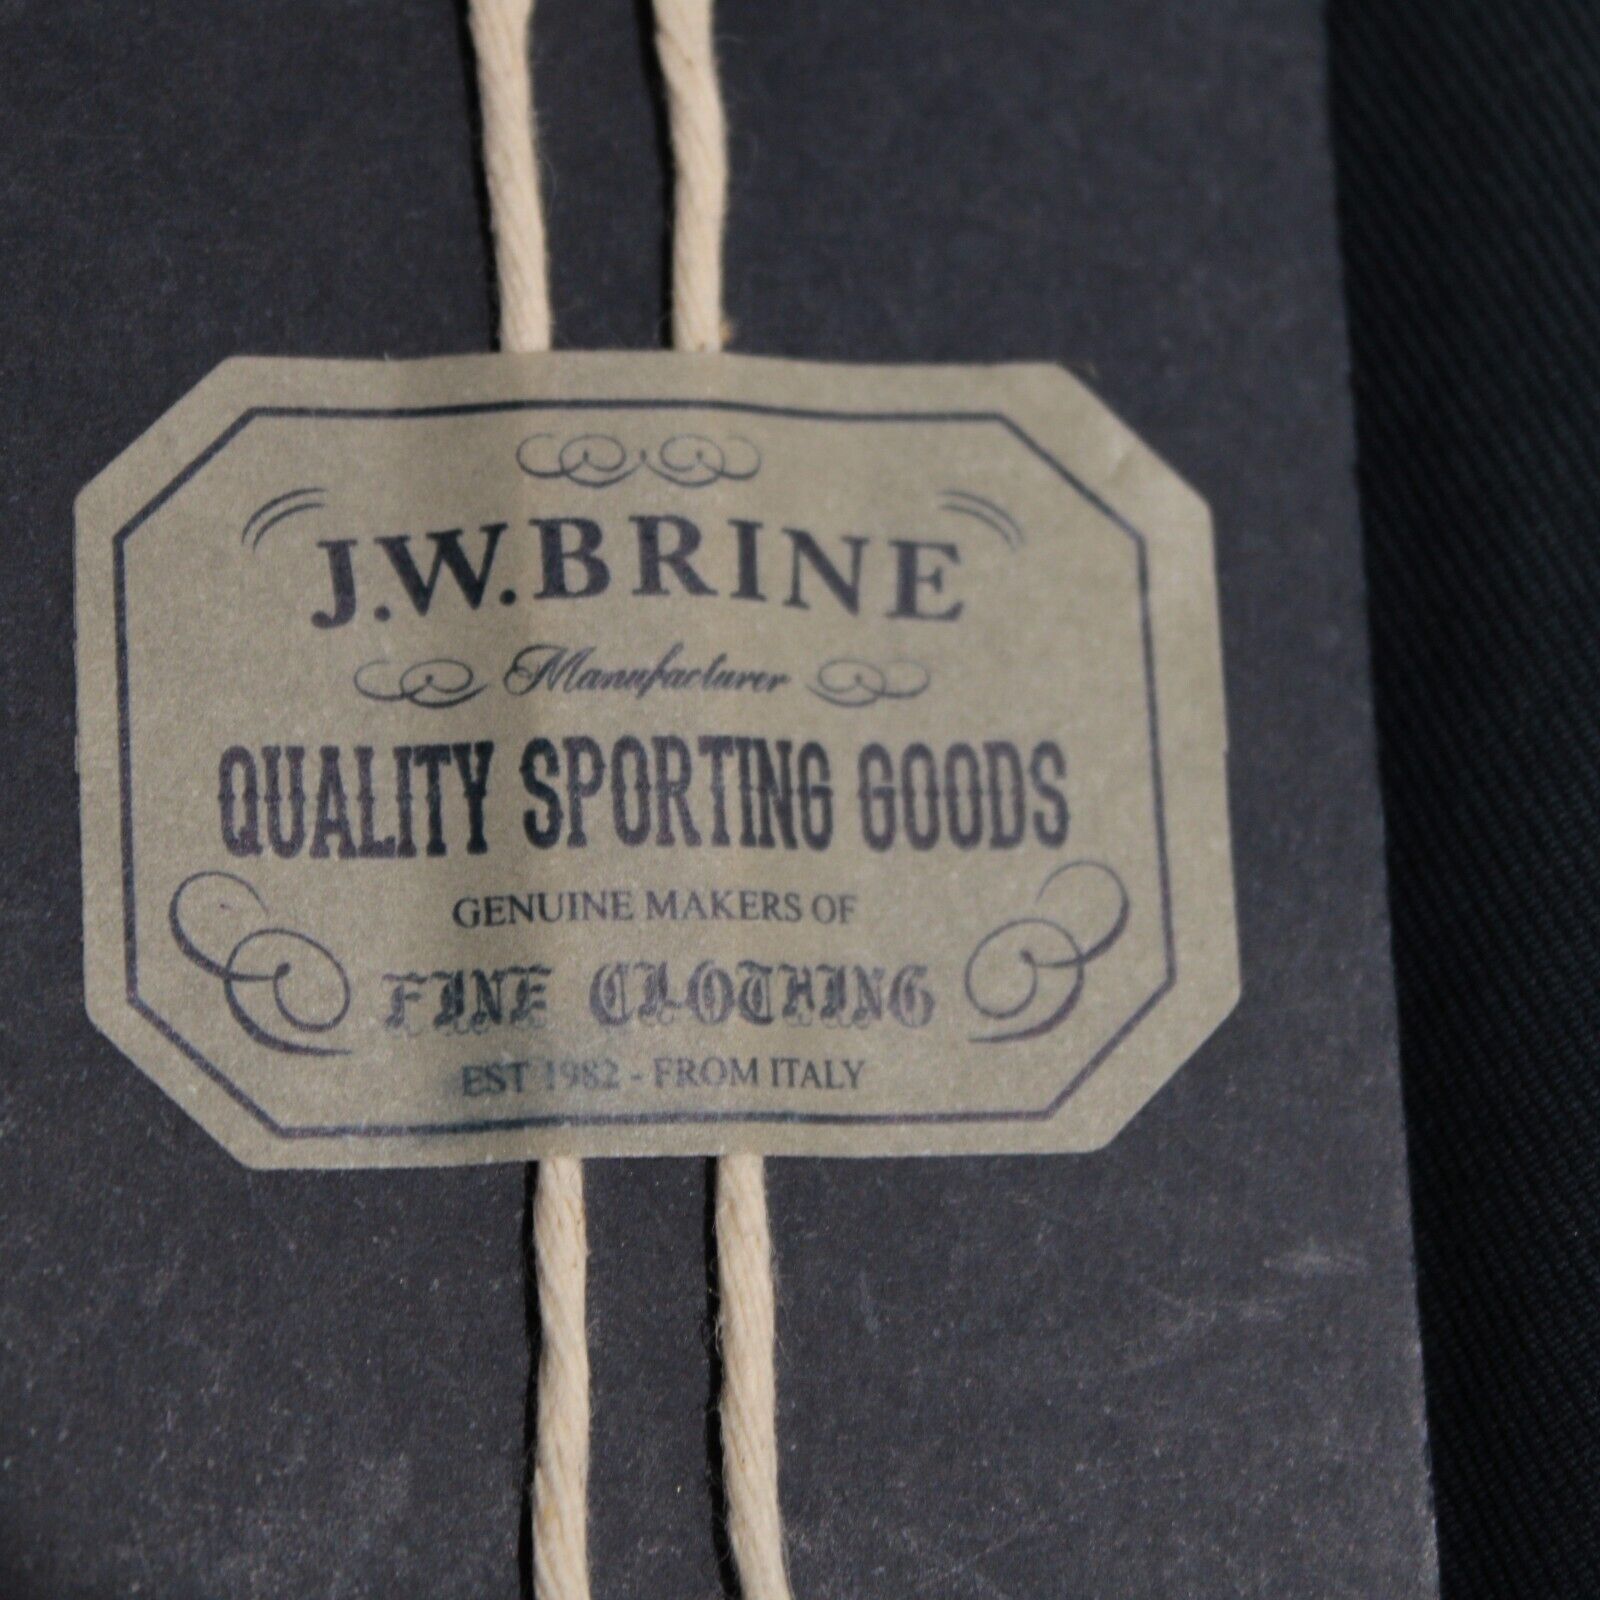 J.W.BRINE
Manufacturer
QUALITY SPORTING GOODS
GENUINE MAKERS OF
FINE CLOTHING
EST 1982 - FROM ITALY